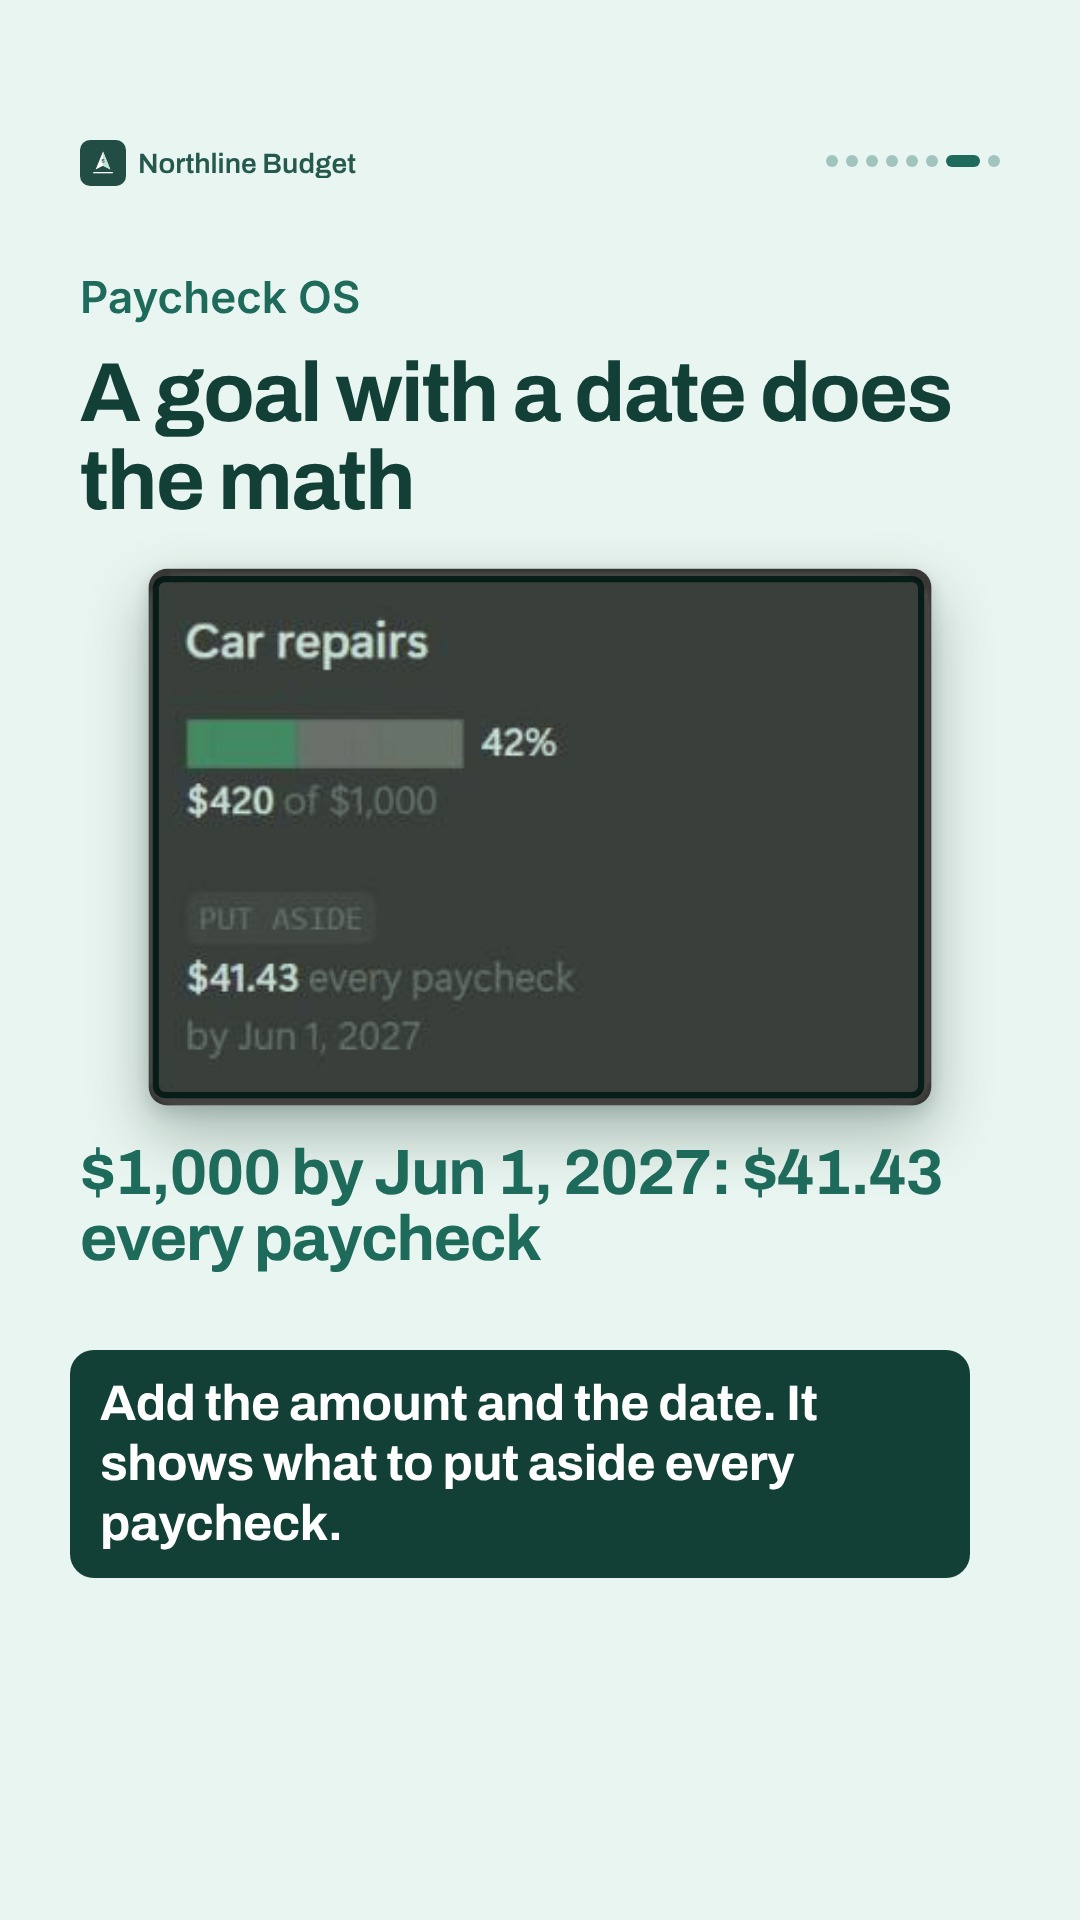 Northline Budget
Paycheck OS
A goal with a date does
the math
Car repairs
42%
$420 of $1,000
PUT ASIDE
$41.43 every paycheck
by Jun 1, 2027
$1,000 by Jun 1, 2027: $41.43
every paycheck
Add the amount and the date. It
shows what to put aside every
paycheck.